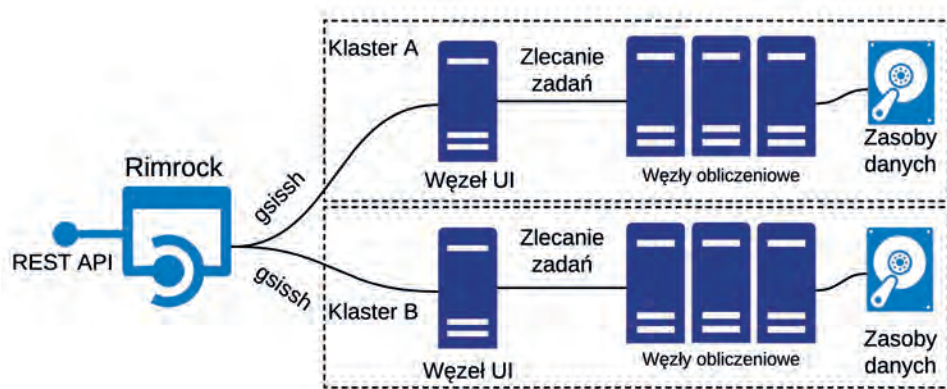 Rimrock
REST API
gsissh
gsissh
Klaster A
Węzeł UI
Zlecanie
zadań
Węzły obliczeniowe
Zasoby
danych
Klaster B
Węzeł UI
Zlecanie
zadań
Węzły obliczeniowe
Zasoby
danych